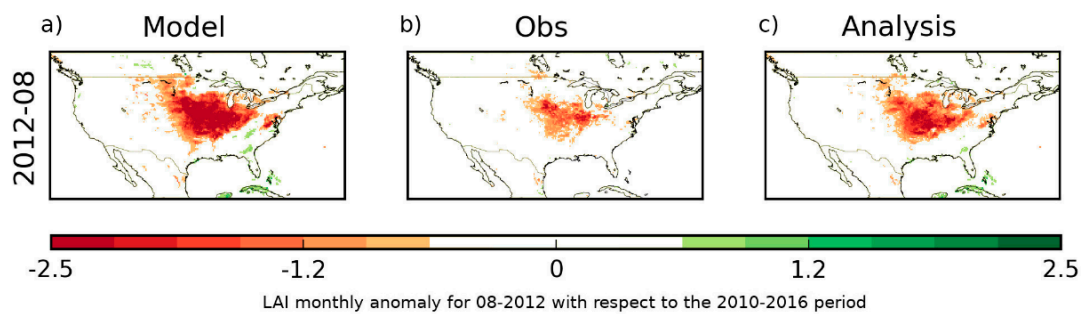 a) Model b) Obs c) Analysis
2012-08
-2.5 -1.2 0 1.2 2.5
LAI monthly anomaly for 08-2012 with respect to the 2010-2016 period